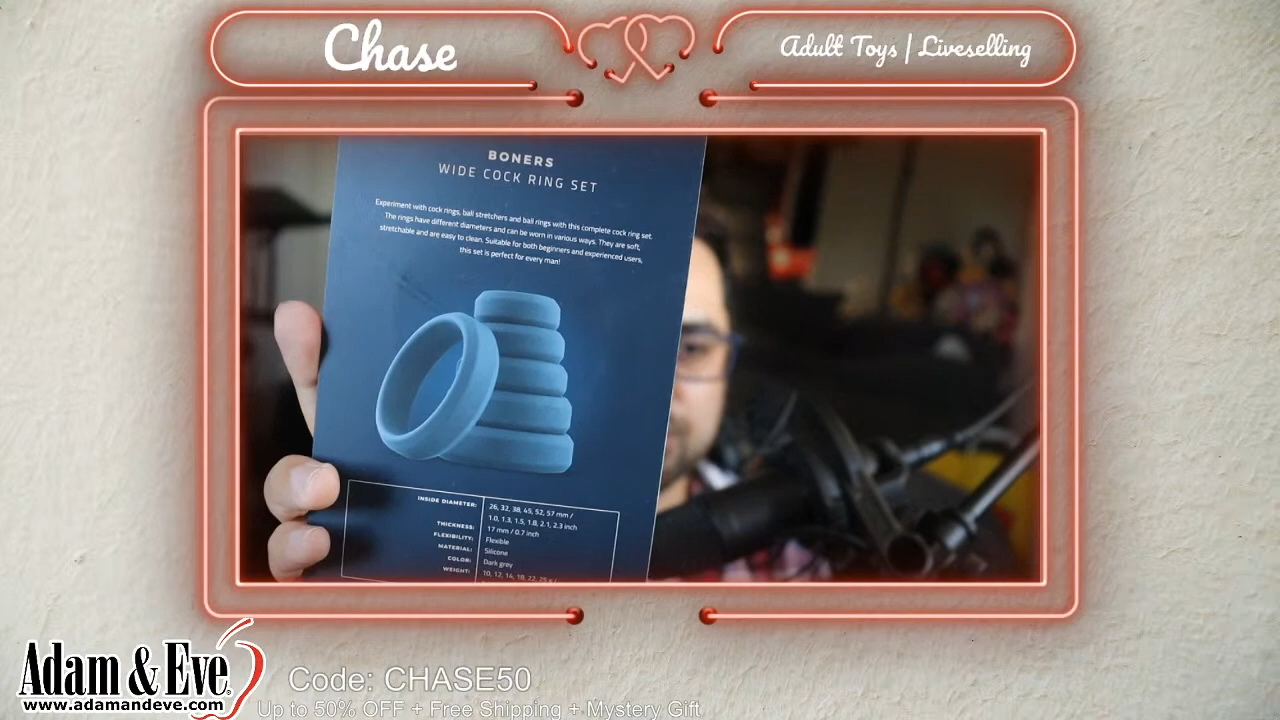 Chase
Adult Toys | Liveselling
BONERS
WIDE COCK RING SET
Experiment with cock rings, ball stretchers and ball rings with this complete cock ring set.
The rings have different diameters and can be worn in various ways. They are soft,
stretchable and are easy to clean. Suitable for both beginners and experienced users,
this set is perfect for every man!
INSIDE DIAMETER: 26, 32, 38, 45, 52, 57 mm /
1.0, 1.3, 1.5, 1.8, 2.1, 2.3 inch
THICKNESS: 17 mm / 0.7 inch
FLEXIBILITY: Flexible
MATERIAL: Silicone
COLOR: Dark grey
WEIGHT: 10, 12, 14, 18, 22, 25 g /
Adam & Eve
www.adamandeve.com
Code: CHASE50
Up to 50% OFF + Free Shipping + Mystery Gift